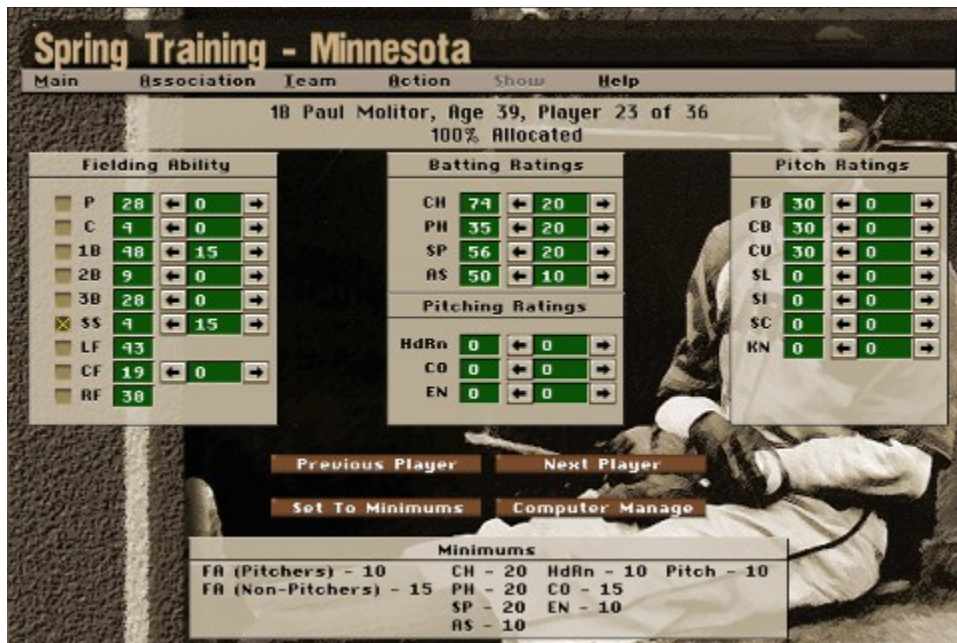 Spring Training - Minnesota
Main Association Team Action Show Help
1B Paul Molitor, Age 39, Player 23 of 36
100% Allocated
Fielding Ability
P 28 0
C 4 0
1B 48 15
2B 9 0
3B 28 0
SS 4 15
LF 43
CF 19 0
RF 38
Batting Ratings
CH 74 20
PH 35 20
SP 56 20
AS 50 10
Pitching Ratings
HdRn 0 0
CO 0 0
EN 0 0
Pitch Ratings
FB 30 0
CB 30 0
CU 30 0
SL 0 0
SI 0 0
SC 0 0
KN 0 0
Previous Player Next Player
Set To Minimums Computer Manage
Minimums
FA (Pitchers) - 10 CH - 20 HdRn - 10 Pitch - 10
FA (Non-Pitchers) - 15 PH - 20 CO - 15
SP - 20 EN - 10
AS - 10